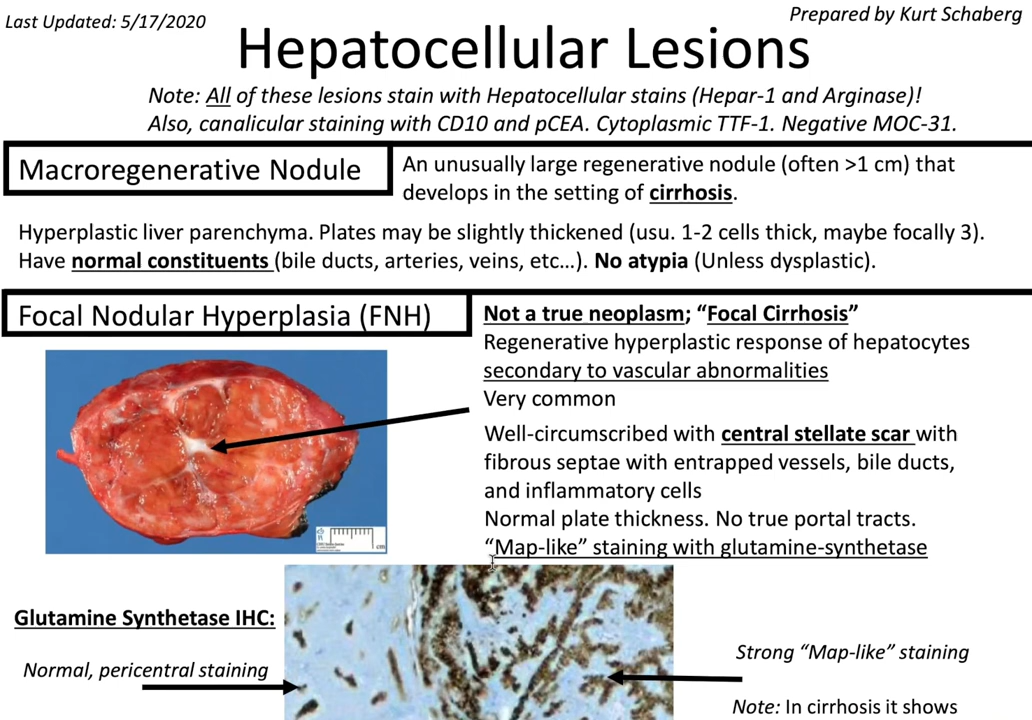 Last Updated: 5/17/2020
Prepared by Kurt Schaberg
Hepatocellular Lesions
Note: All of these lesions stain with Hepatocellular stains (Hepar-1 and Arginase)!
Also, canalicular staining with CD10 and pCEA. Cytoplasmic TTF-1. Negative MOC-31.
Macroregenerative Nodule
An unusually large regenerative nodule (often >1 cm) that
develops in the setting of cirrhosis.
Hyperplastic liver parenchyma. Plates may be slightly thickened (usu. 1-2 cells thick, maybe focally 3).
Have normal constituents (bile ducts, arteries, veins, etc…). No atypia (Unless dysplastic).
Focal Nodular Hyperplasia (FNH)
Not a true neoplasm; “Focal Cirrhosis”
Regenerative hyperplastic response of hepatocytes
secondary to vascular abnormalities
Very common
Well-circumscribed with central stellate scar with
fibrous septae with entrapped vessels, bile ducts,
and inflammatory cells
Normal plate thickness. No true portal tracts.
“Map-like” staining with glutamine-synthetase
cm
Glutamine Synthetase IHC:
Normal, pericentral staining
Strong “Map-like” staining
Note: In cirrhosis it shows